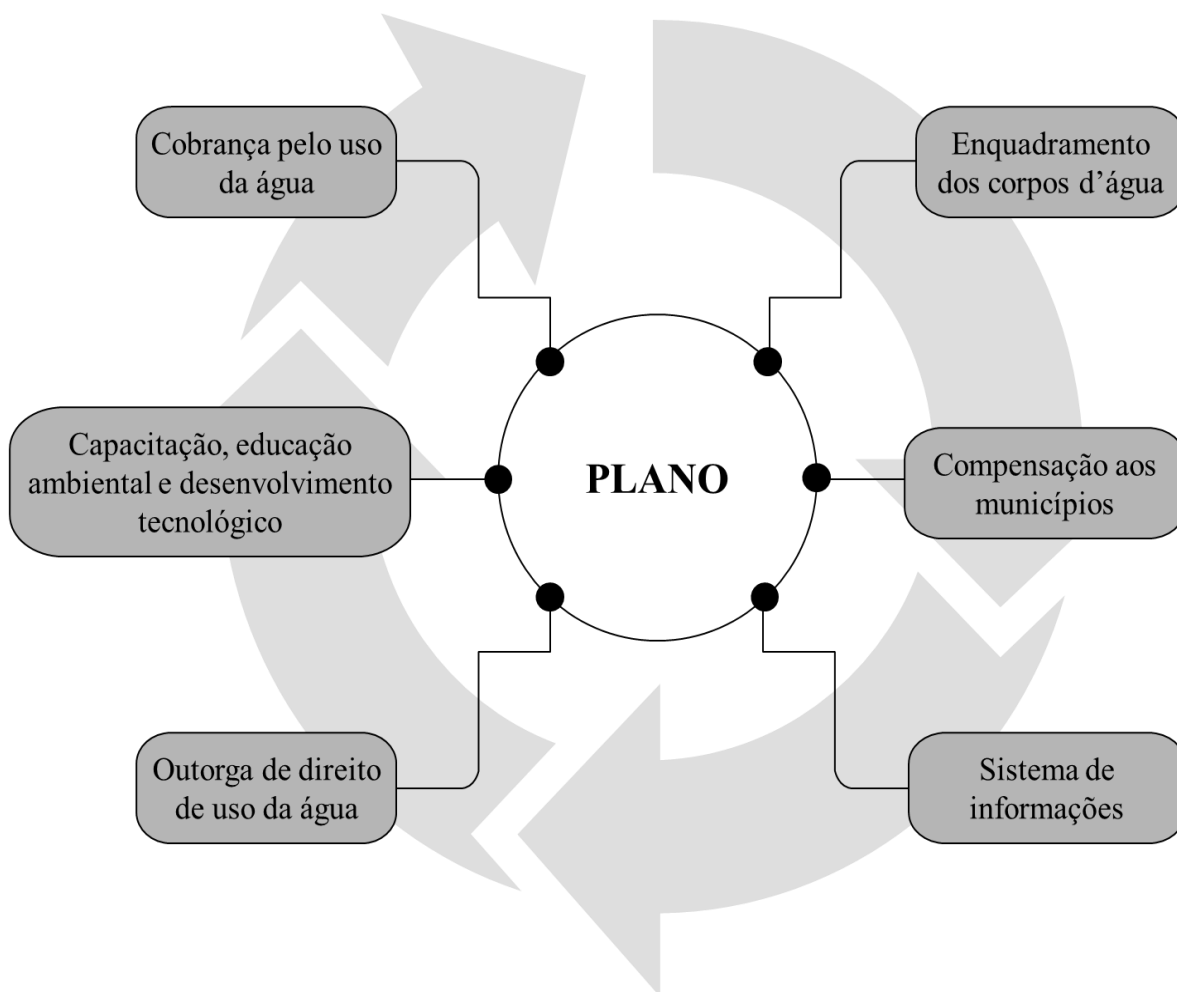 Cobrança pelo uso
da água
Enquadramento
dos corpos d’água
Capacitação, educação
ambiental e desenvolvimento
tecnológico
PLANO
Compensação aos
municípios
Outorga de direito
de uso da água
Sistema de
informações